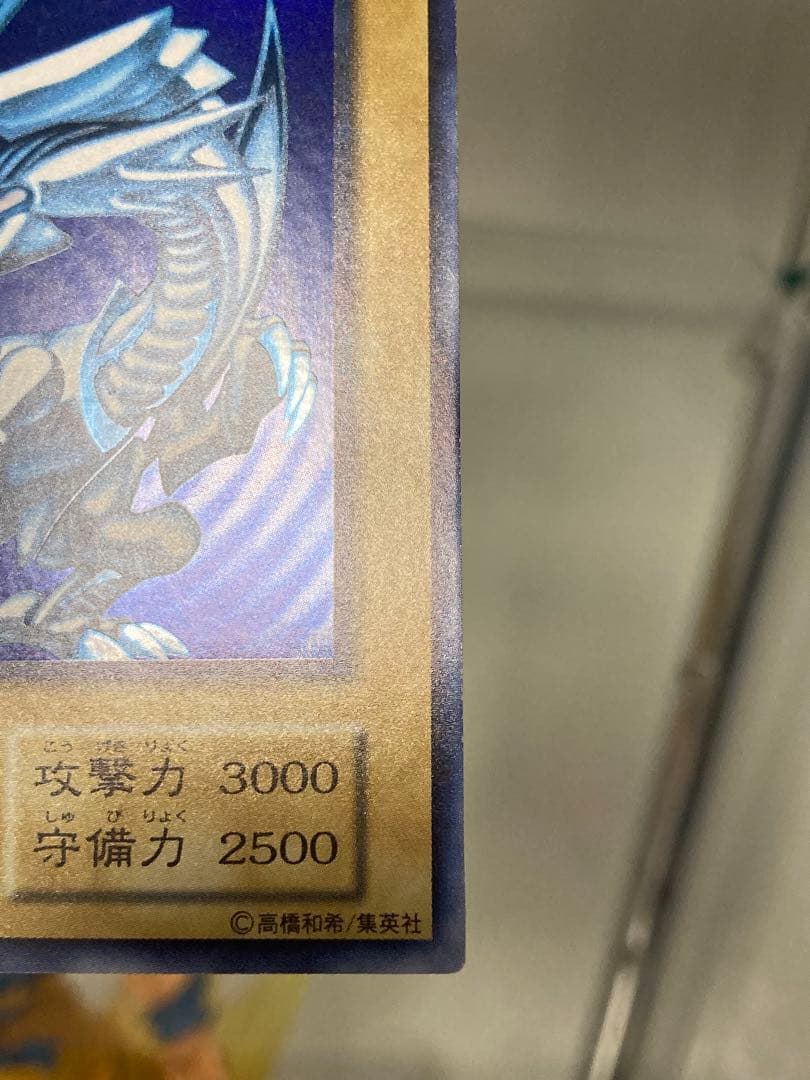 こう げき りょく
攻撃力 3000
しゅ び りょく
守備力 2500
©高橋和希/集英社